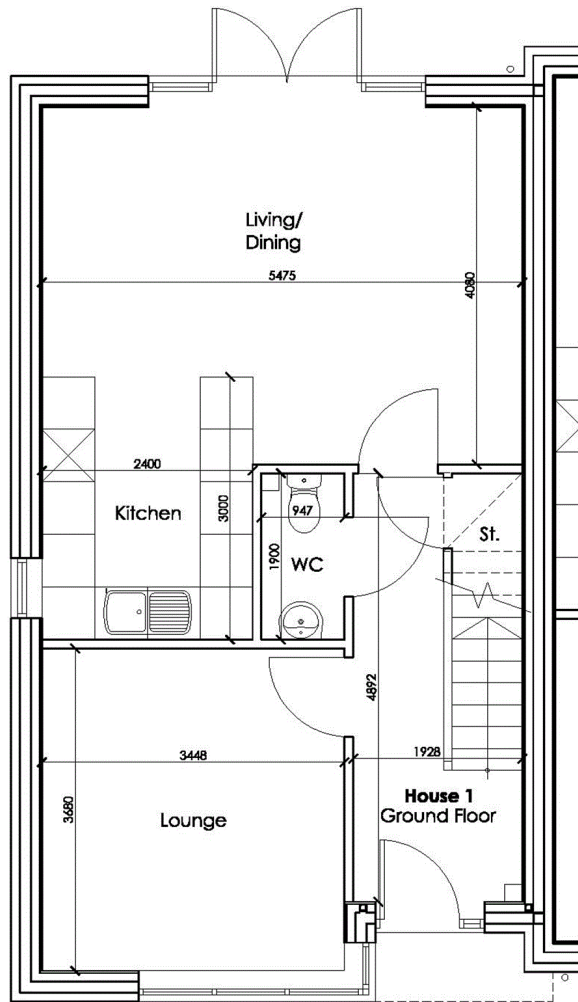 Living/
Dining
5475
4080
2400
3000
Kitchen
947
1900
WC
St.
4892
3448
1928
3680
Lounge
House 1
Ground Floor